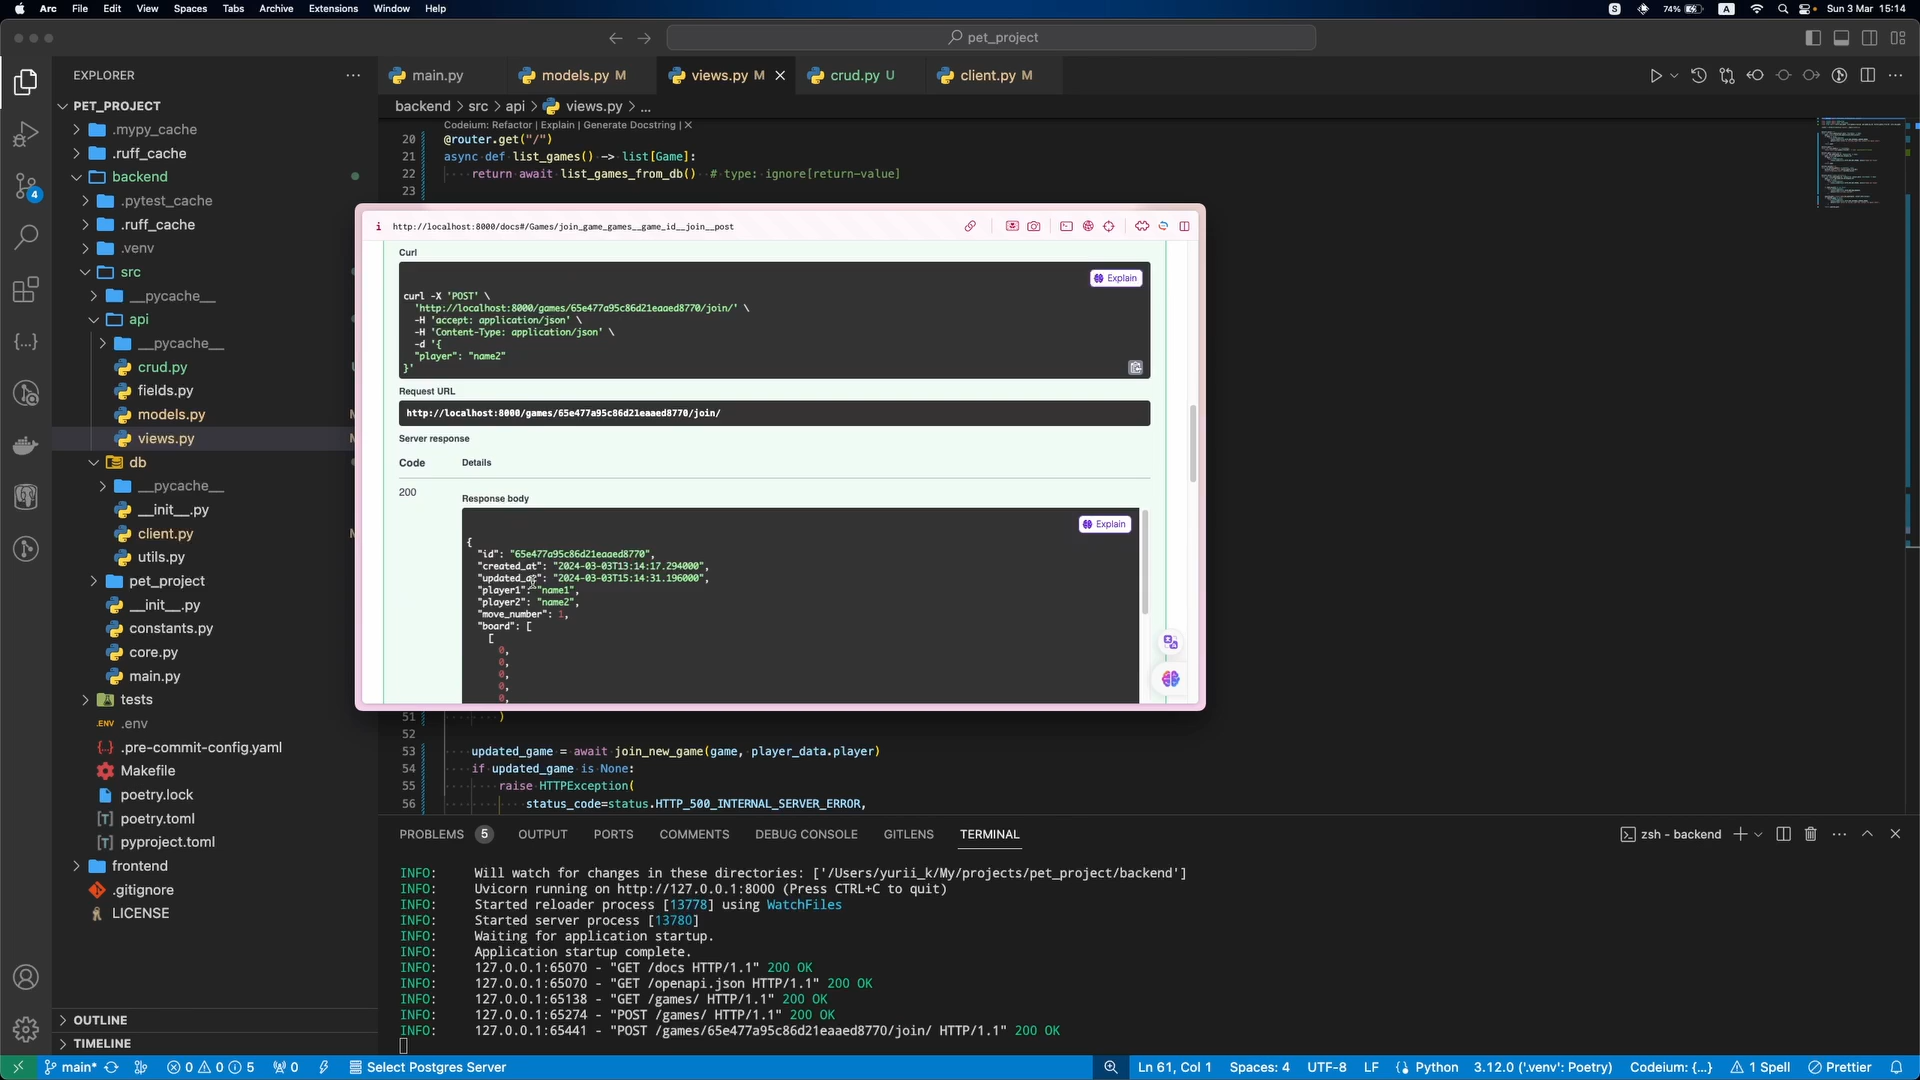 Arc File Edit View Spaces Tabs Archive Extensions Window Help
S 74% A Sun 3 Mar 15:14
pet_project
EXPLORER
main.py models.py M views.py M crud.py U client.py M
PET_PROJECT
backend > src > api > views.py > ...
.mypy_cache
.ruff_cache
backend
.pytest_cache
.ruff_cache
.venv
src
__pycache__
api
__pycache__
crud.py
fields.py
models.py
views.py
db
__pycache__
__init__.py
client.py
utils.py
pet_project
__init__.py
constants.py
core.py
main.py
tests
.ENV .env
.pre-commit-config.yaml
Makefile
poetry.lock
poetry.toml
pyproject.toml
frontend
.gitignore
LICENSE
OUTLINE
TIMELINE
4
Codeium: Refactor | Explain | Generate Docstring | X
20 @router.get("/")
21 async def list_games() -> list[Game]:
22 return await list_games_from_db() # type: ignore[return-value]
23
http://localhost:8000/docs#/Games/join_game_games__game_id__join__post
Curl
Explain
curl -X 'POST' \
'http://localhost:8000/games/65e477a95c86d21eaaed8770/join/' \
-H 'accept: application/json' \
-H 'Content-Type: application/json' \
-d '{
"player": "name2"
}'
Request URL
http://localhost:8000/games/65e477a95c86d21eaaed8770/join/
Server response
Code Details
200
Response body
Explain
{
"id": "65e477a95c86d21eaaed8770",
"created_at": "2024-03-03T13:14:17.294000",
"updated_at": "2024-03-03T15:14:31.196000",
"player1": "name1",
"player2": "name2",
"move_number": 1,
"board": [
[
0,
0,
0,
0,
0,
51 )
52
53 updated_game = await join_new_game(game, player_data.player)
54 if updated_game is None:
55 raise HTTPException(
56 status_code=status.HTTP_500_INTERNAL_SERVER_ERROR,
PROBLEMS 5 OUTPUT PORTS COMMENTS DEBUG CONSOLE GITLENS TERMINAL zsh - backend
INFO: Will watch for changes in these directories: ['/Users/yurii_k/My/projects/pet_project/backend']
INFO: Uvicorn running on http://127.0.0.1:8000 (Press CTRL+C to quit)
INFO: Started reloader process [13778] using WatchFiles
INFO: Started server process [13780]
INFO: Waiting for application startup.
INFO: Application startup complete.
INFO: 127.0.0.1:65070 - "GET /docs HTTP/1.1" 200 OK
INFO: 127.0.0.1:65070 - "GET /openapi.json HTTP/1.1" 200 OK
INFO: 127.0.0.1:65138 - "GET /games/ HTTP/1.1" 200 OK
INFO: 127.0.0.1:65274 - "POST /games/ HTTP/1.1" 200 OK
INFO: 127.0.0.1:65441 - "POST /games/65e477a95c86d21eaaed8770/join/ HTTP/1.1" 200 OK
main* 0 0 5 0 Select Postgres Server Ln 61, Col 1 Spaces: 4 UTF-8 LF Python 3.12.0 ('.venv': Poetry) Codeium: {...} 1 Spell Prettier